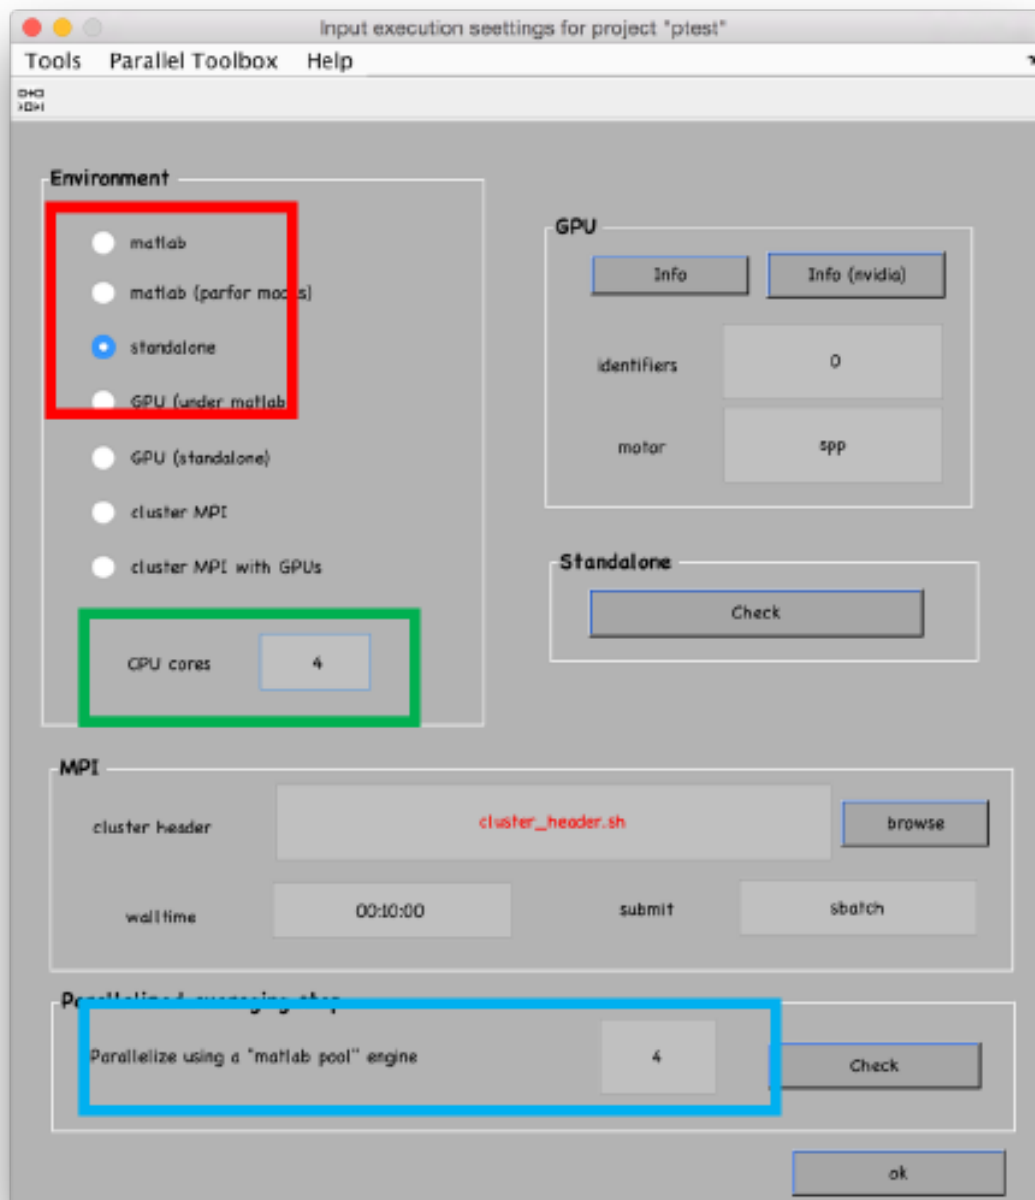 Input execution seettings for project "ptest"
Tools Parallel Toolbox Help
Environment
matlab
matlab (parfor
standalone
GPU (under matlab
GPU (standalone)
cluster MPI
cluster MPI with GPUs
CPU cores 4
GPU
Info Info (nvidia)
identifiers 0
motor spp
Standalone
Check
MPI
cluster header cluster_header.sh browse
walltime 00:10:00 submit sbatch
Parallelized averaging step
Parallelize using a "matlab pool" engine 4 Check
ok